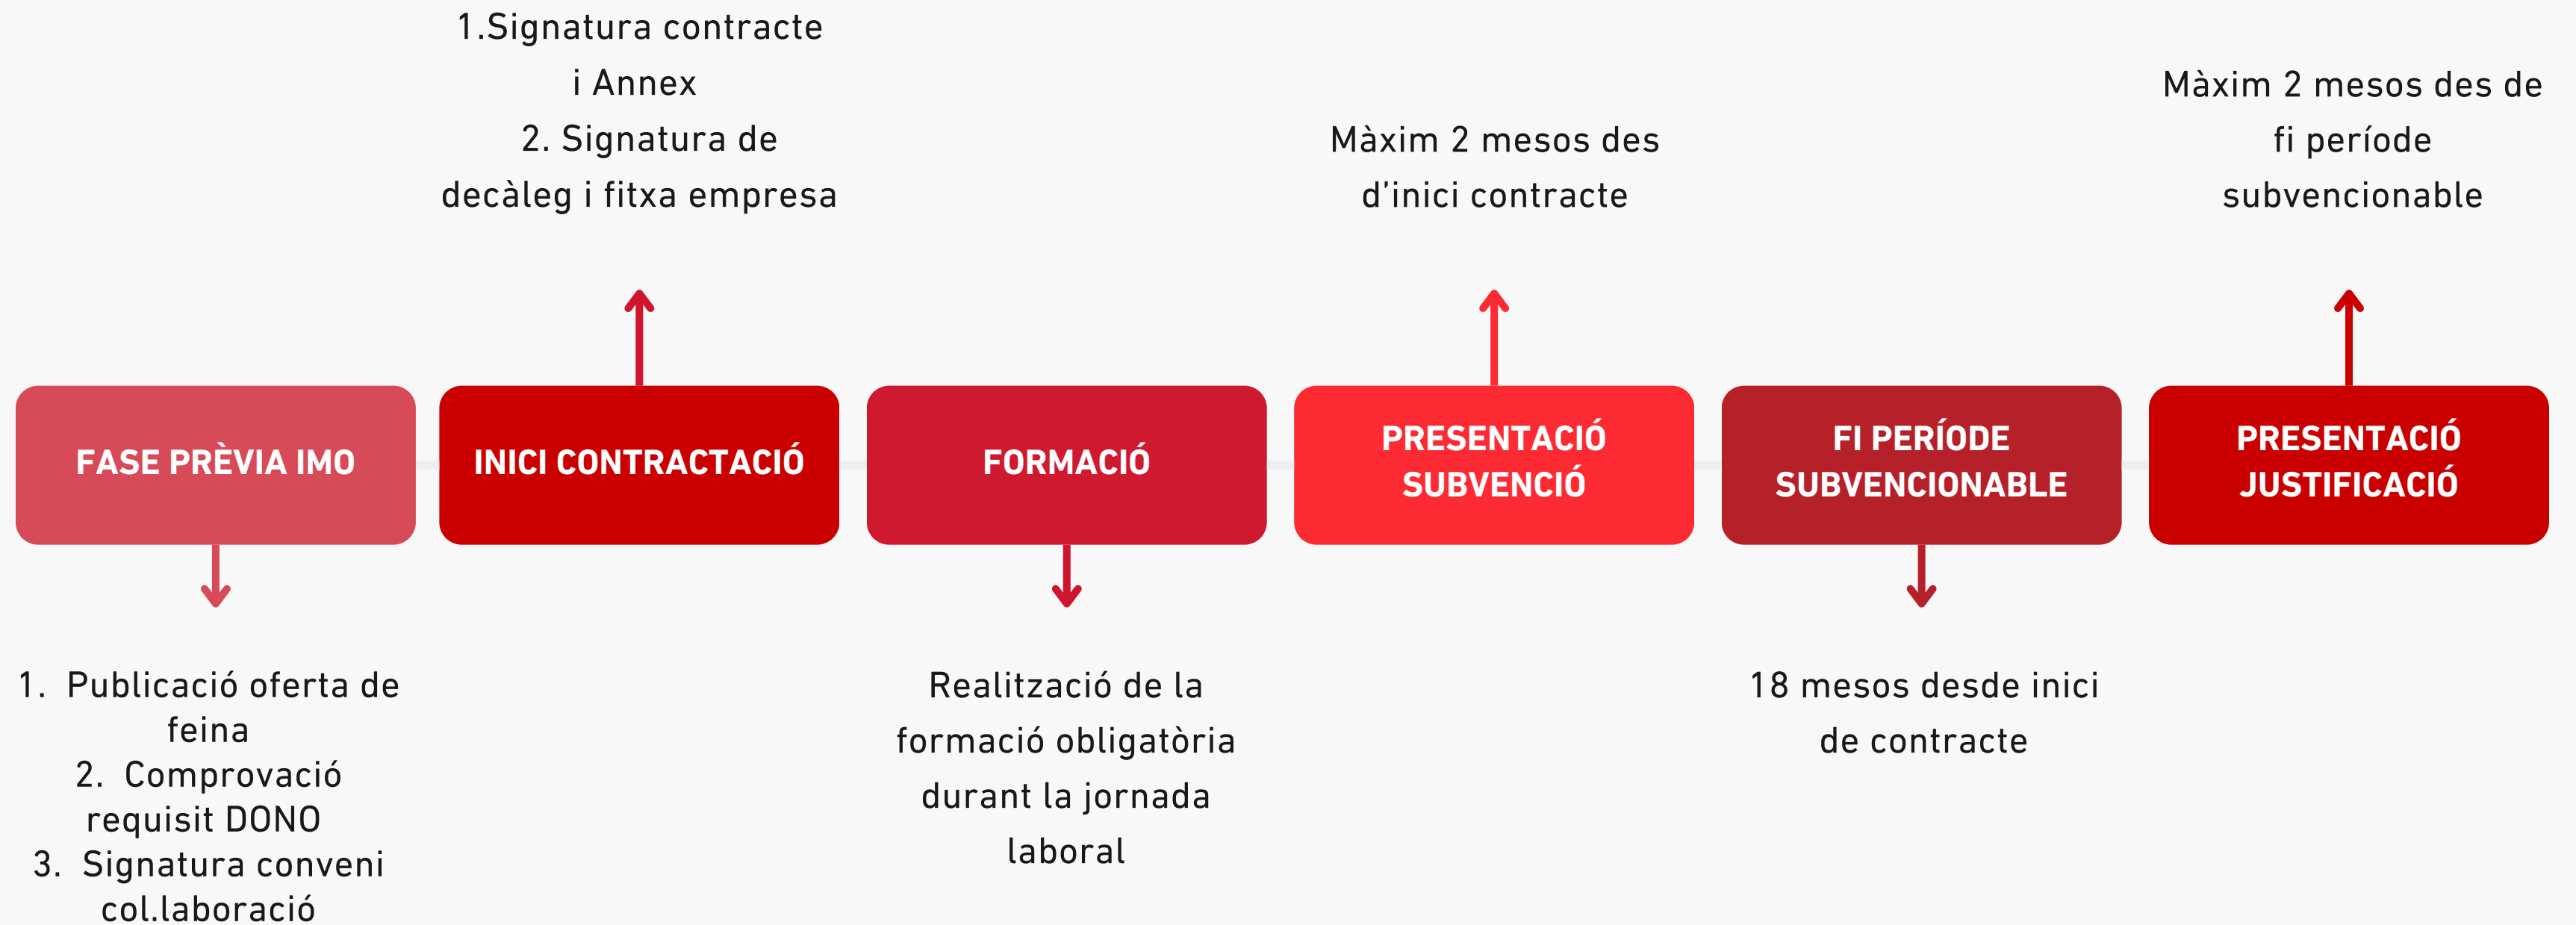 1.Signatura contracte
i Annex
2. Signatura de
decàleg i fitxa empresa
Màxim 2 mesos des
d’inici contracte
Màxim 2 mesos des de
fi període
subvencionable
FASE PRÈVIA IMO
INICI CONTRACTACIÓ
FORMACIÓ
PRESENTACIÓ
SUBVENCIÓ
FI PERÍODE
SUBVENCIONABLE
PRESENTACIÓ
JUSTIFICACIÓ
1. Publicació oferta de
feina
2. Comprovació
requisit DONO
3. Signatura conveni
col.laboració
Realització de la
formació obligatòria
durant la jornada
laboral
18 mesos desde inici
de contracte